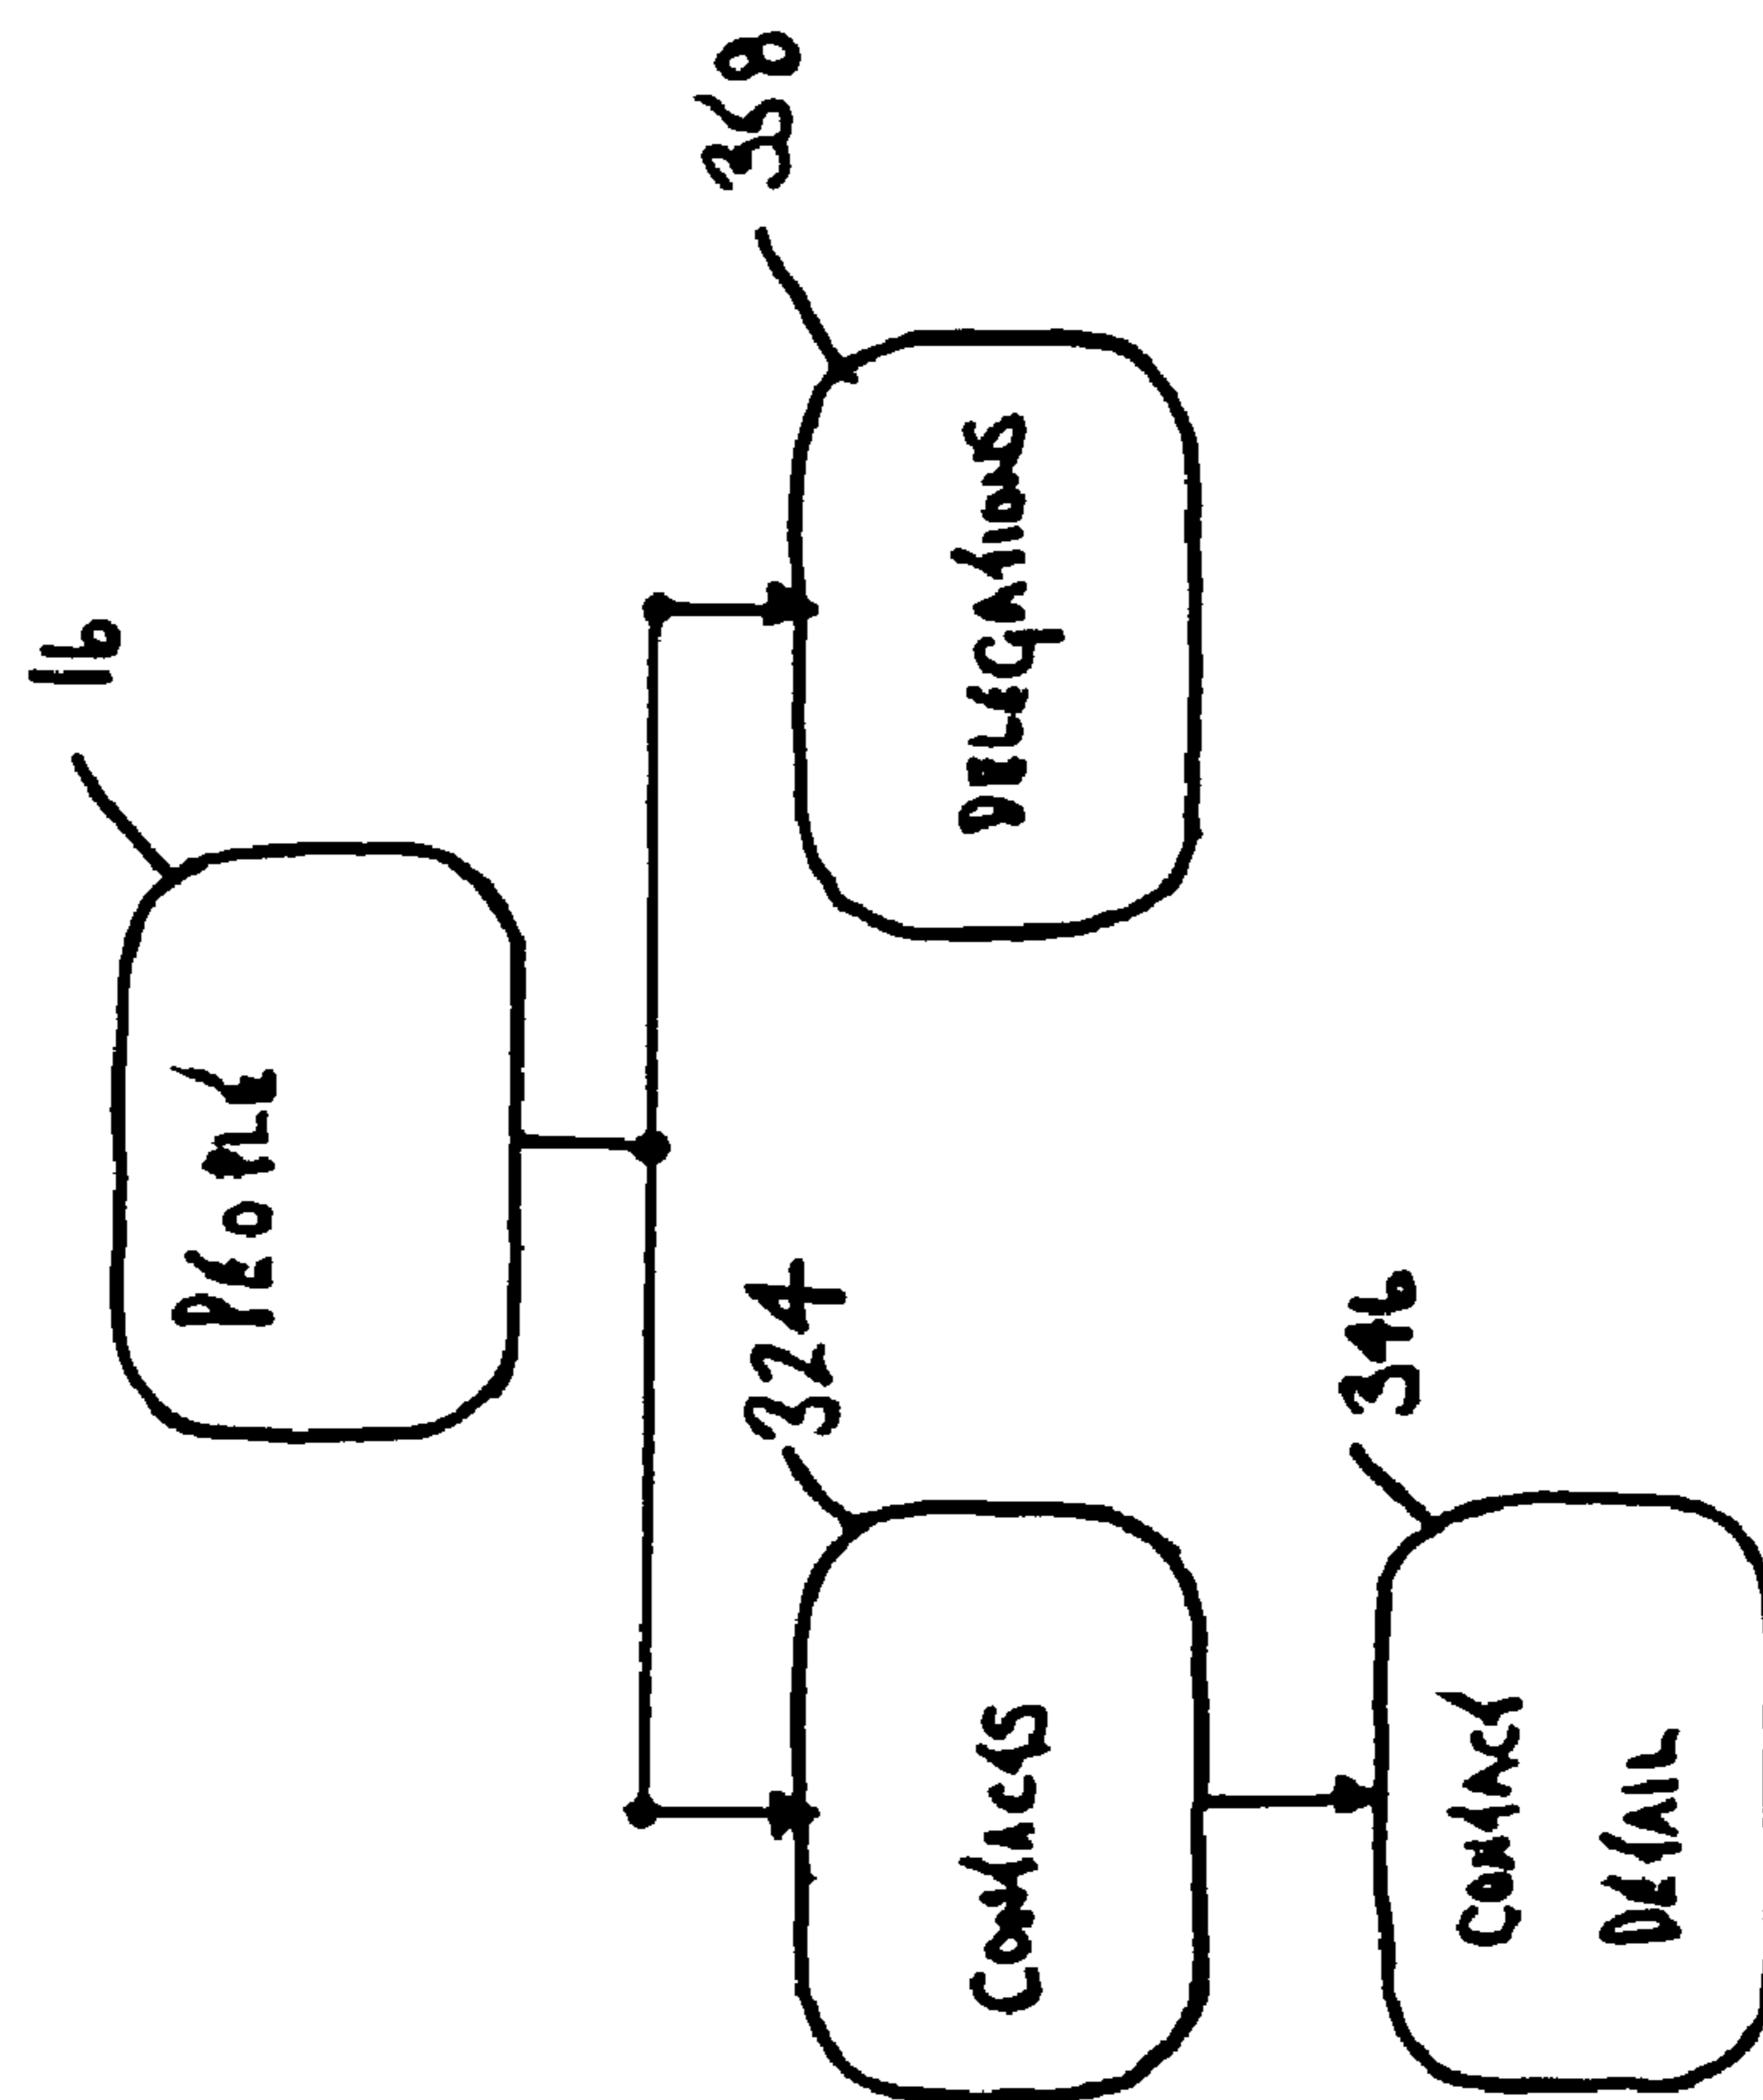 16
PEOPLE
324
358
CONTACTS
DELEGATIONS
346
CONTACT
DETAIL